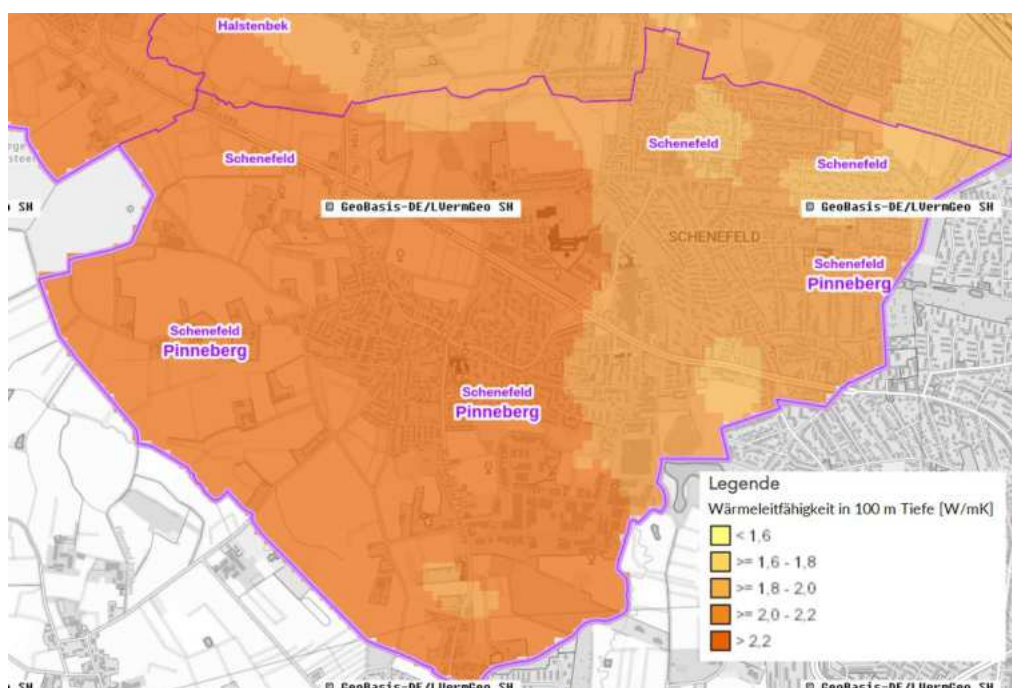 Halstenbek
Schenefeld
Schenefeld
Schenefeld
SH
© GeoBasis-DE/LVermGeo SH
© GeoBasis-DE/LVermGeo SH
SCHENEFELD
Schenefeld
Pinneberg
Schenefeld
Pinneberg
Schenefeld
Pinneberg
Legende
Wärmeleitfähigkeit in 100 m Tiefe [W/mK]
< 1,6
>= 1,6 - 1,8
>= 1,8 - 2,0
>= 2,0 - 2,2
> 2,2
SH
© GeoBasis-DE/LVermGeo SH
© GeoBasis-DE/LVermGeo SH